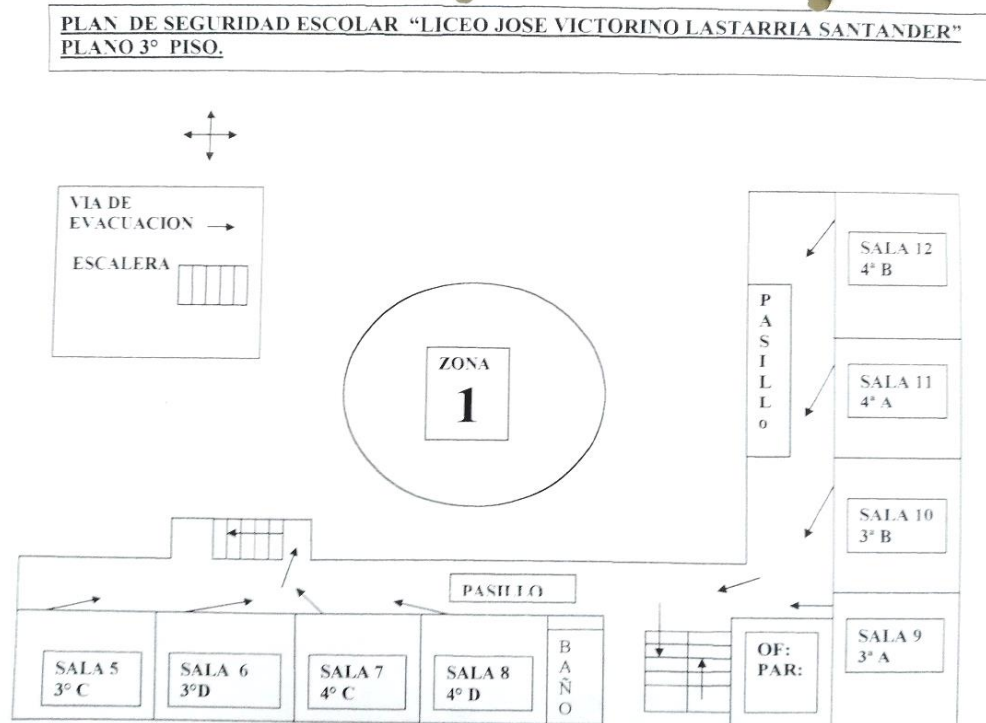 PLAN DE SEGURIDAD ESCOLAR “LICEO JOSE VICTORINO LASTARRIA SANTANDER”
PLANO 3° PISO.
VIA DE
EVACUACION
ESCALERA
ZONA
1
PASILLo
SALA 12
4ª B
SALA 11
4ª A
SALA 10
3ª B
SALA 9
3ª A
PASILLO
SALA 5
3° C
SALA 6
3°D
SALA 7
4° C
SALA 8
4° D
BAÑO
OF:
PAR: